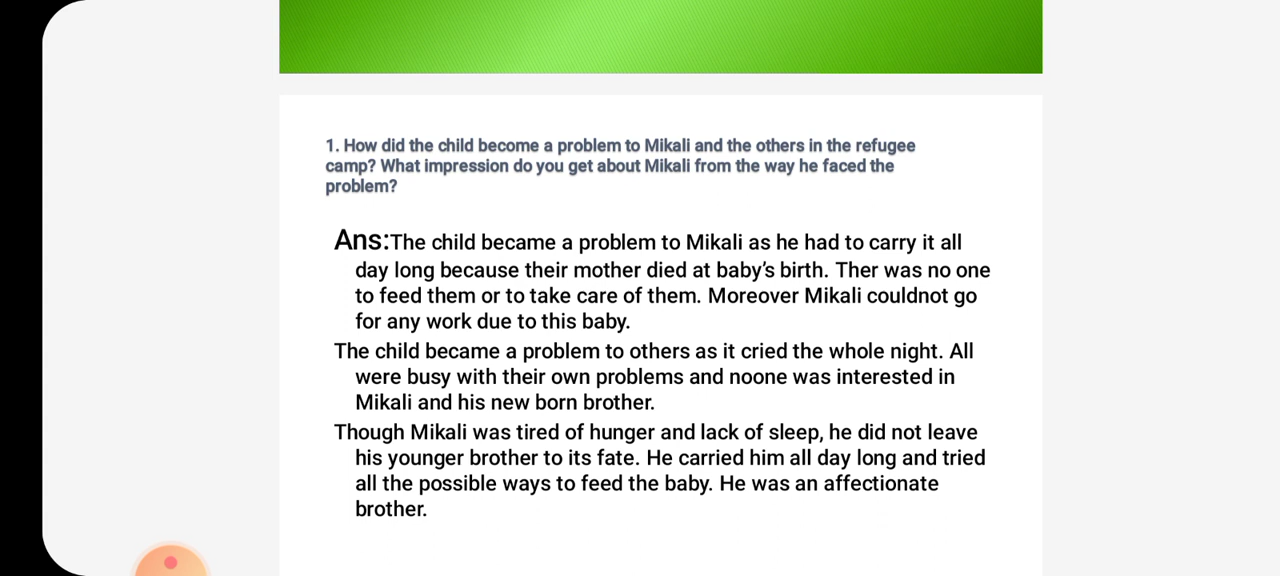 1. How did the child become a problem to Mikali and the others in the refugee
camp? What impression do you get about Mikali from the way he faced the
problem?
Ans:The child became a problem to Mikali as he had to carry it all
day long because their mother died at baby's birth. Ther was no one
to feed them or to take care of them. Moreover Mikali couldnot go
for any work due to this baby.
The child became a problem to others as it cried the whole night. All
were busy with their own problems and noone was interested in
Mikali and his new born brother.
Though Mikali was tired of hunger and lack of sleep, he did not leave
his younger brother to its fate. He carried him all day long and tried
all the possible ways to feed the baby. He was an affectionate
brother.